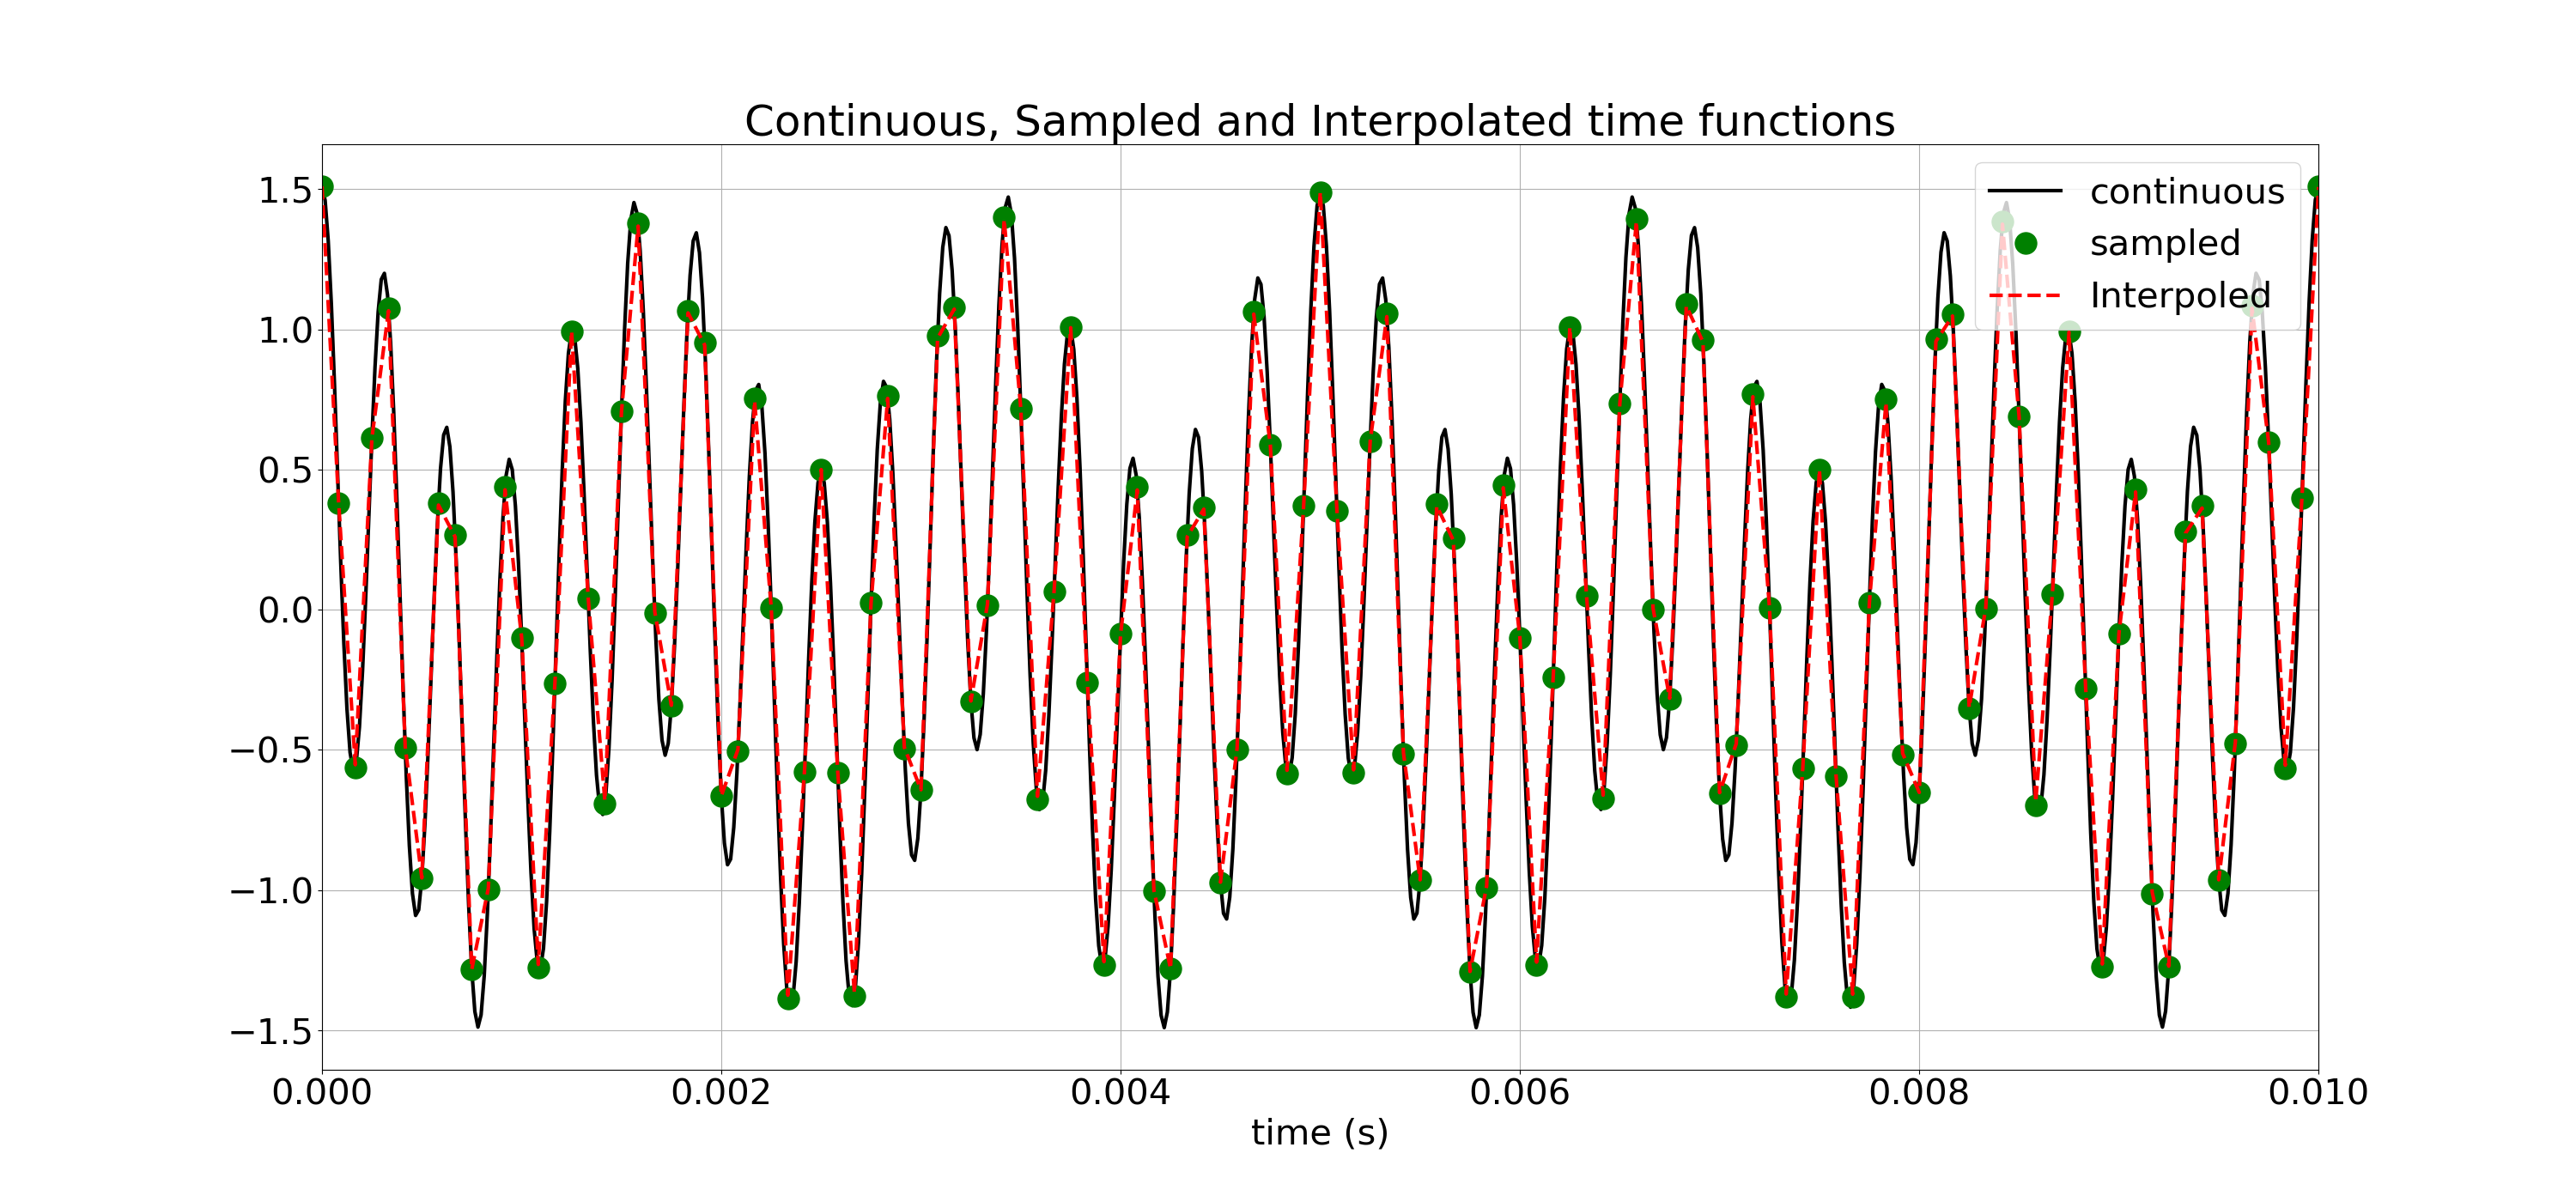 Continuous, Sampled and Interpolated time functions
1.5
1.0
0.5
0.0
−0.5
−1.0
−1.5
continuous
sampled
Interpoled
0.000 0.002 0.004 0.006 0.008 0.010
time (s)